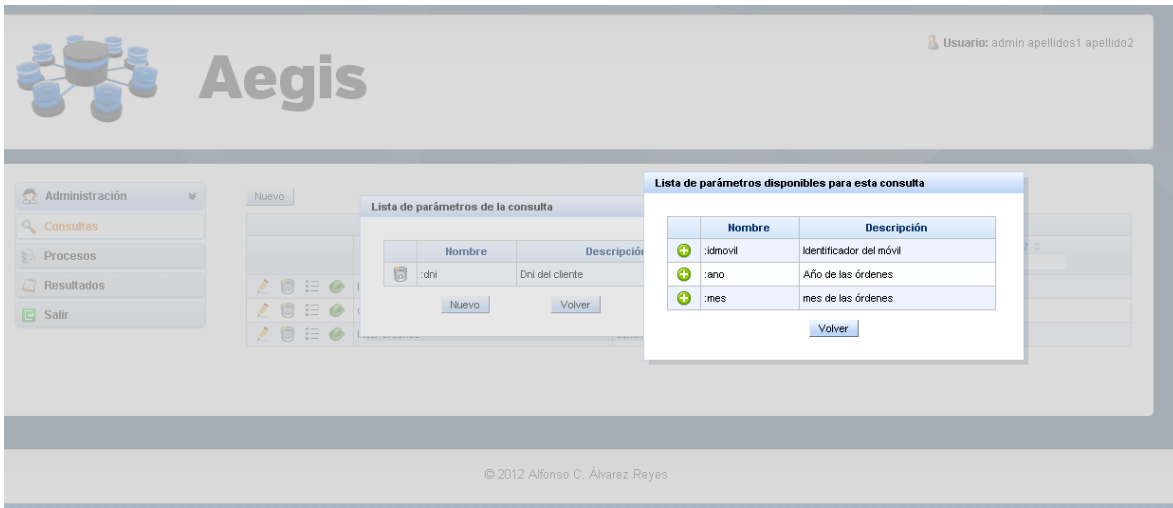 Usuario: admin apellidos1 apellido2
Aegis
Administración
Consultas
Procesos
Resultados
Salir
Nuevo
Lista de parámetros de la consulta
Nombre
:dni Dni del cliente
Nuevo Volver
Lista de parámetros disponibles para esta consulta
Nombre Descripción
:idmovil Identificador del móvil
:ano Año de las órdenes
:mes mes de las órdenes
Volver
© 2012 Alfonso C. Álvarez Reyes